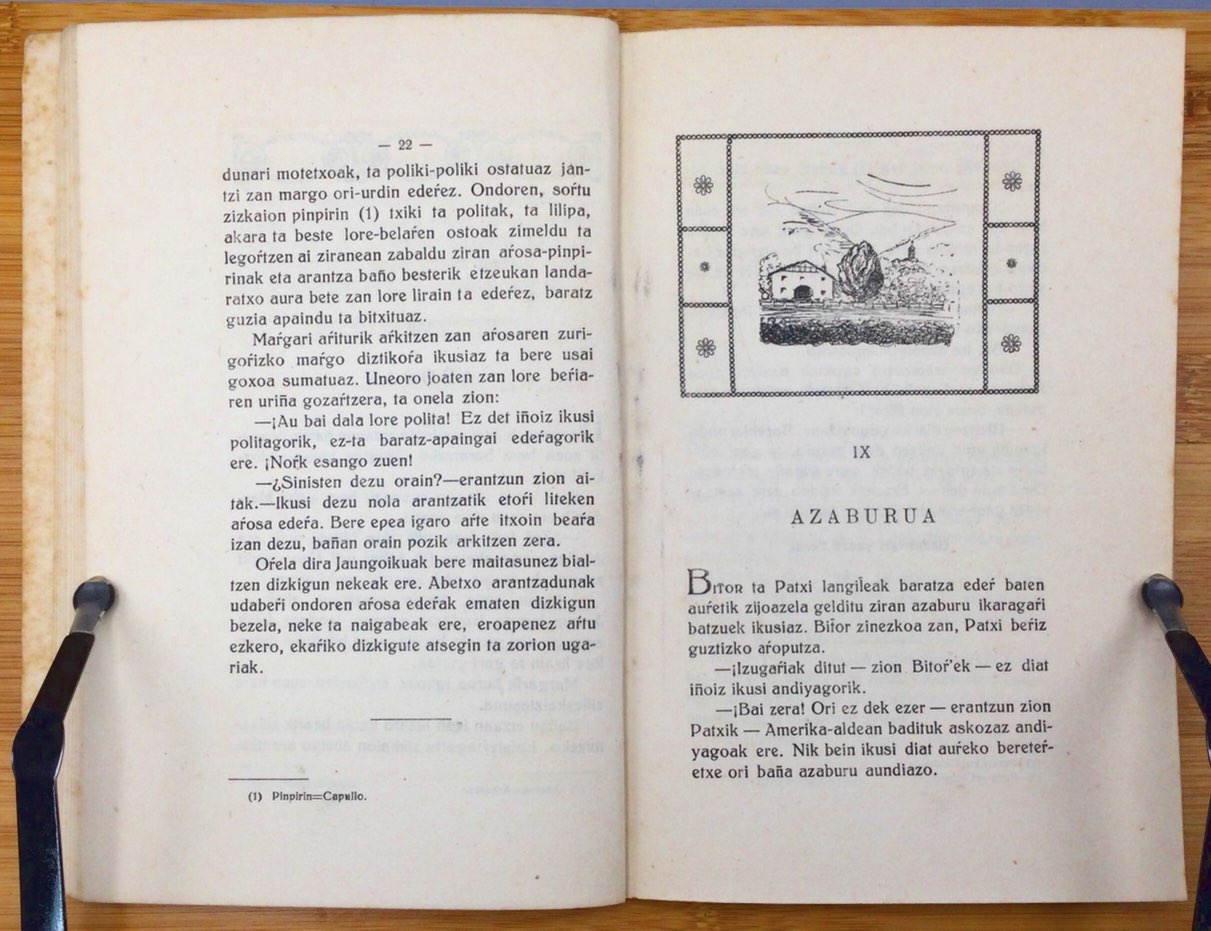 — 22 —
dunari motetxoak, ta poliki-poliki ostatuaz jan-
tzi zan margo ori-urdin edeŕez. Ondoren, soŕtu
zizkaion pinpirin (1) txiki ta politak, ta lilipa,
akara ta beste lore-belaŕen ostoak zimeldu ta
legoŕtzen ai ziranean zabaldu ziran aŕosa-pinpi-
rinak eta arantza baño besterik etzeukan landa-
ratxo aura bete zan lore lirain ta edeŕez, baratz
guzia apaindu ta bitxituaz.
Maŕgari aŕiturik aŕkitzen zan aŕosaren zuri-
goŕizko maŕgo diztikoŕa ikusiaz ta bere usai
goxoa sumatuaz. Uneoro joaten zan lore beŕia-
ren uriña gozaŕtzera, ta onela zion:
—¡Au bai dala lore polita! Ez det iñoiz ikusi
politagorik, ez-ta baratz-apaingai edeŕagorik
ere. ¡Noŕk esango zuen!
—¿Sinisten dezu orain?—erantzun zion ai-
tak.—Ikusi dezu nola arantzatik etoŕi liteken
aŕosa edeŕa. Bere epea igaro aŕte itxoin beaŕa
izan dezu, bañan orain pozik arkitzen zera.
Oŕela dira Jaungoikuak bere maitasunez bial-
tzen dizkigun nekeak ere. Abetxo arantzadunak
udabeŕi ondoren aŕosa edeŕak ematen dizkigun
bezela, neke ta naigabeak ere, eroapenez aŕtu
ezkero, ekaŕiko dizkigute atsegin ta zorion uga-
riak.
(1) Pinpirin=Capullo.
IX
AZABURUA
Bitoŕ ta Patxi langileak baratza edeŕ baten
auŕetik zijoazela gelditu ziran azaburu ikaragaŕi
batzuek ikusiaz. Bitor zinezkoa zan, Patxi beŕiz
guztizko aŕoputza.
—¡Izugaŕiak ditut — zion Bitoŕ'ek — ez diat
iñoiz ikusi andiyagorik.
—¡Bai zera! Ori ez dek ezer — erantzun zion
Patxik — Amerika-aldean badituk askozaz andi-
yagoak ere. Nik bein ikusi diat auŕeko bereteŕ-
etxe ori baña azaburu aundiazo.